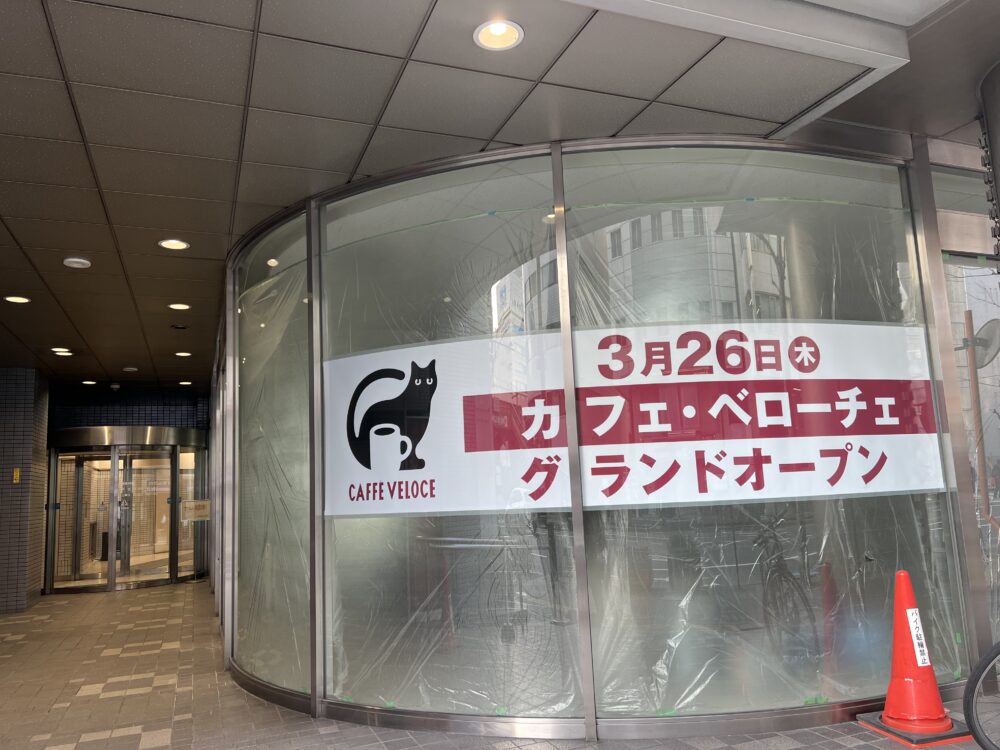 3月26日(木)
カフェ・ベローチェ
グランドオープン
CAFFE VELOCE
バイク駐輪禁止